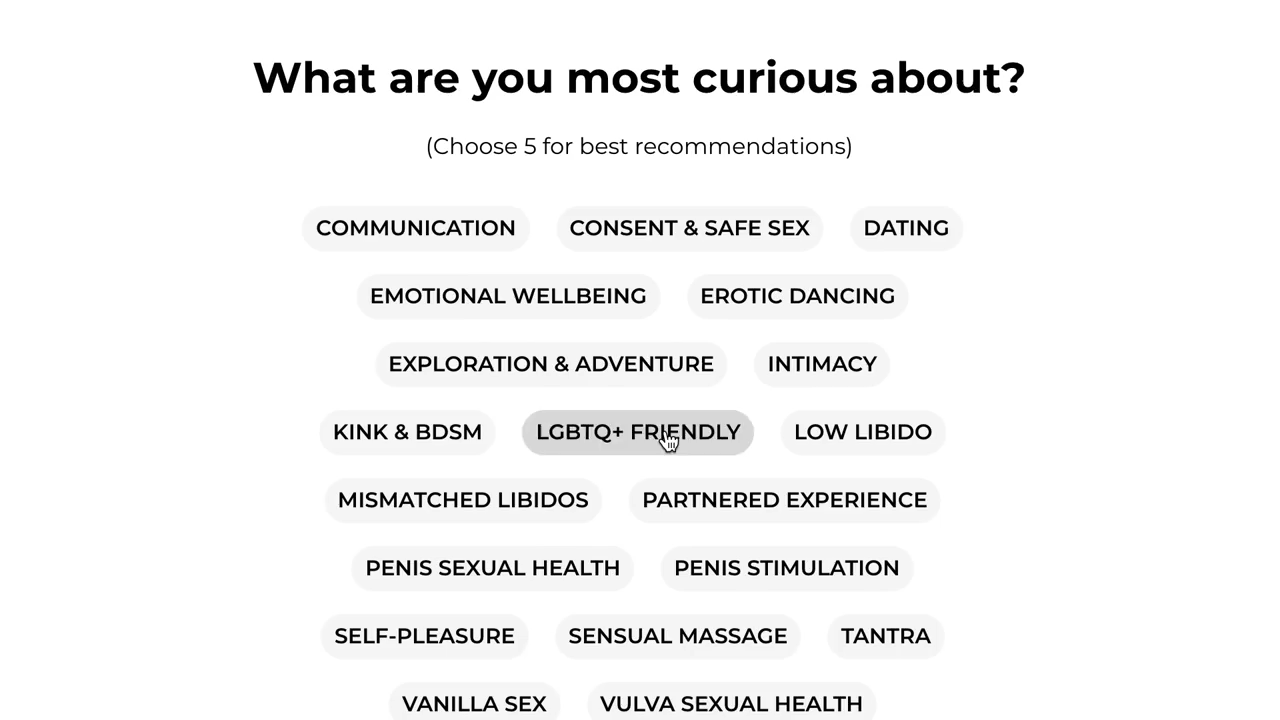 What are you most curious about?
(Choose 5 for best recommendations)
COMMUNICATION CONSENT & SAFE SEX DATING
EMOTIONAL WELLBEING EROTIC DANCING
EXPLORATION & ADVENTURE INTIMACY
KINK & BDSM LGBTQ+ FRIENDLY LOW LIBIDO
MISMATCHED LIBIDOS PARTNERED EXPERIENCE
PENIS SEXUAL HEALTH PENIS STIMULATION
SELF-PLEASURE SENSUAL MASSAGE TANTRA
VANILLA SEX VULVA SEXUAL HEALTH